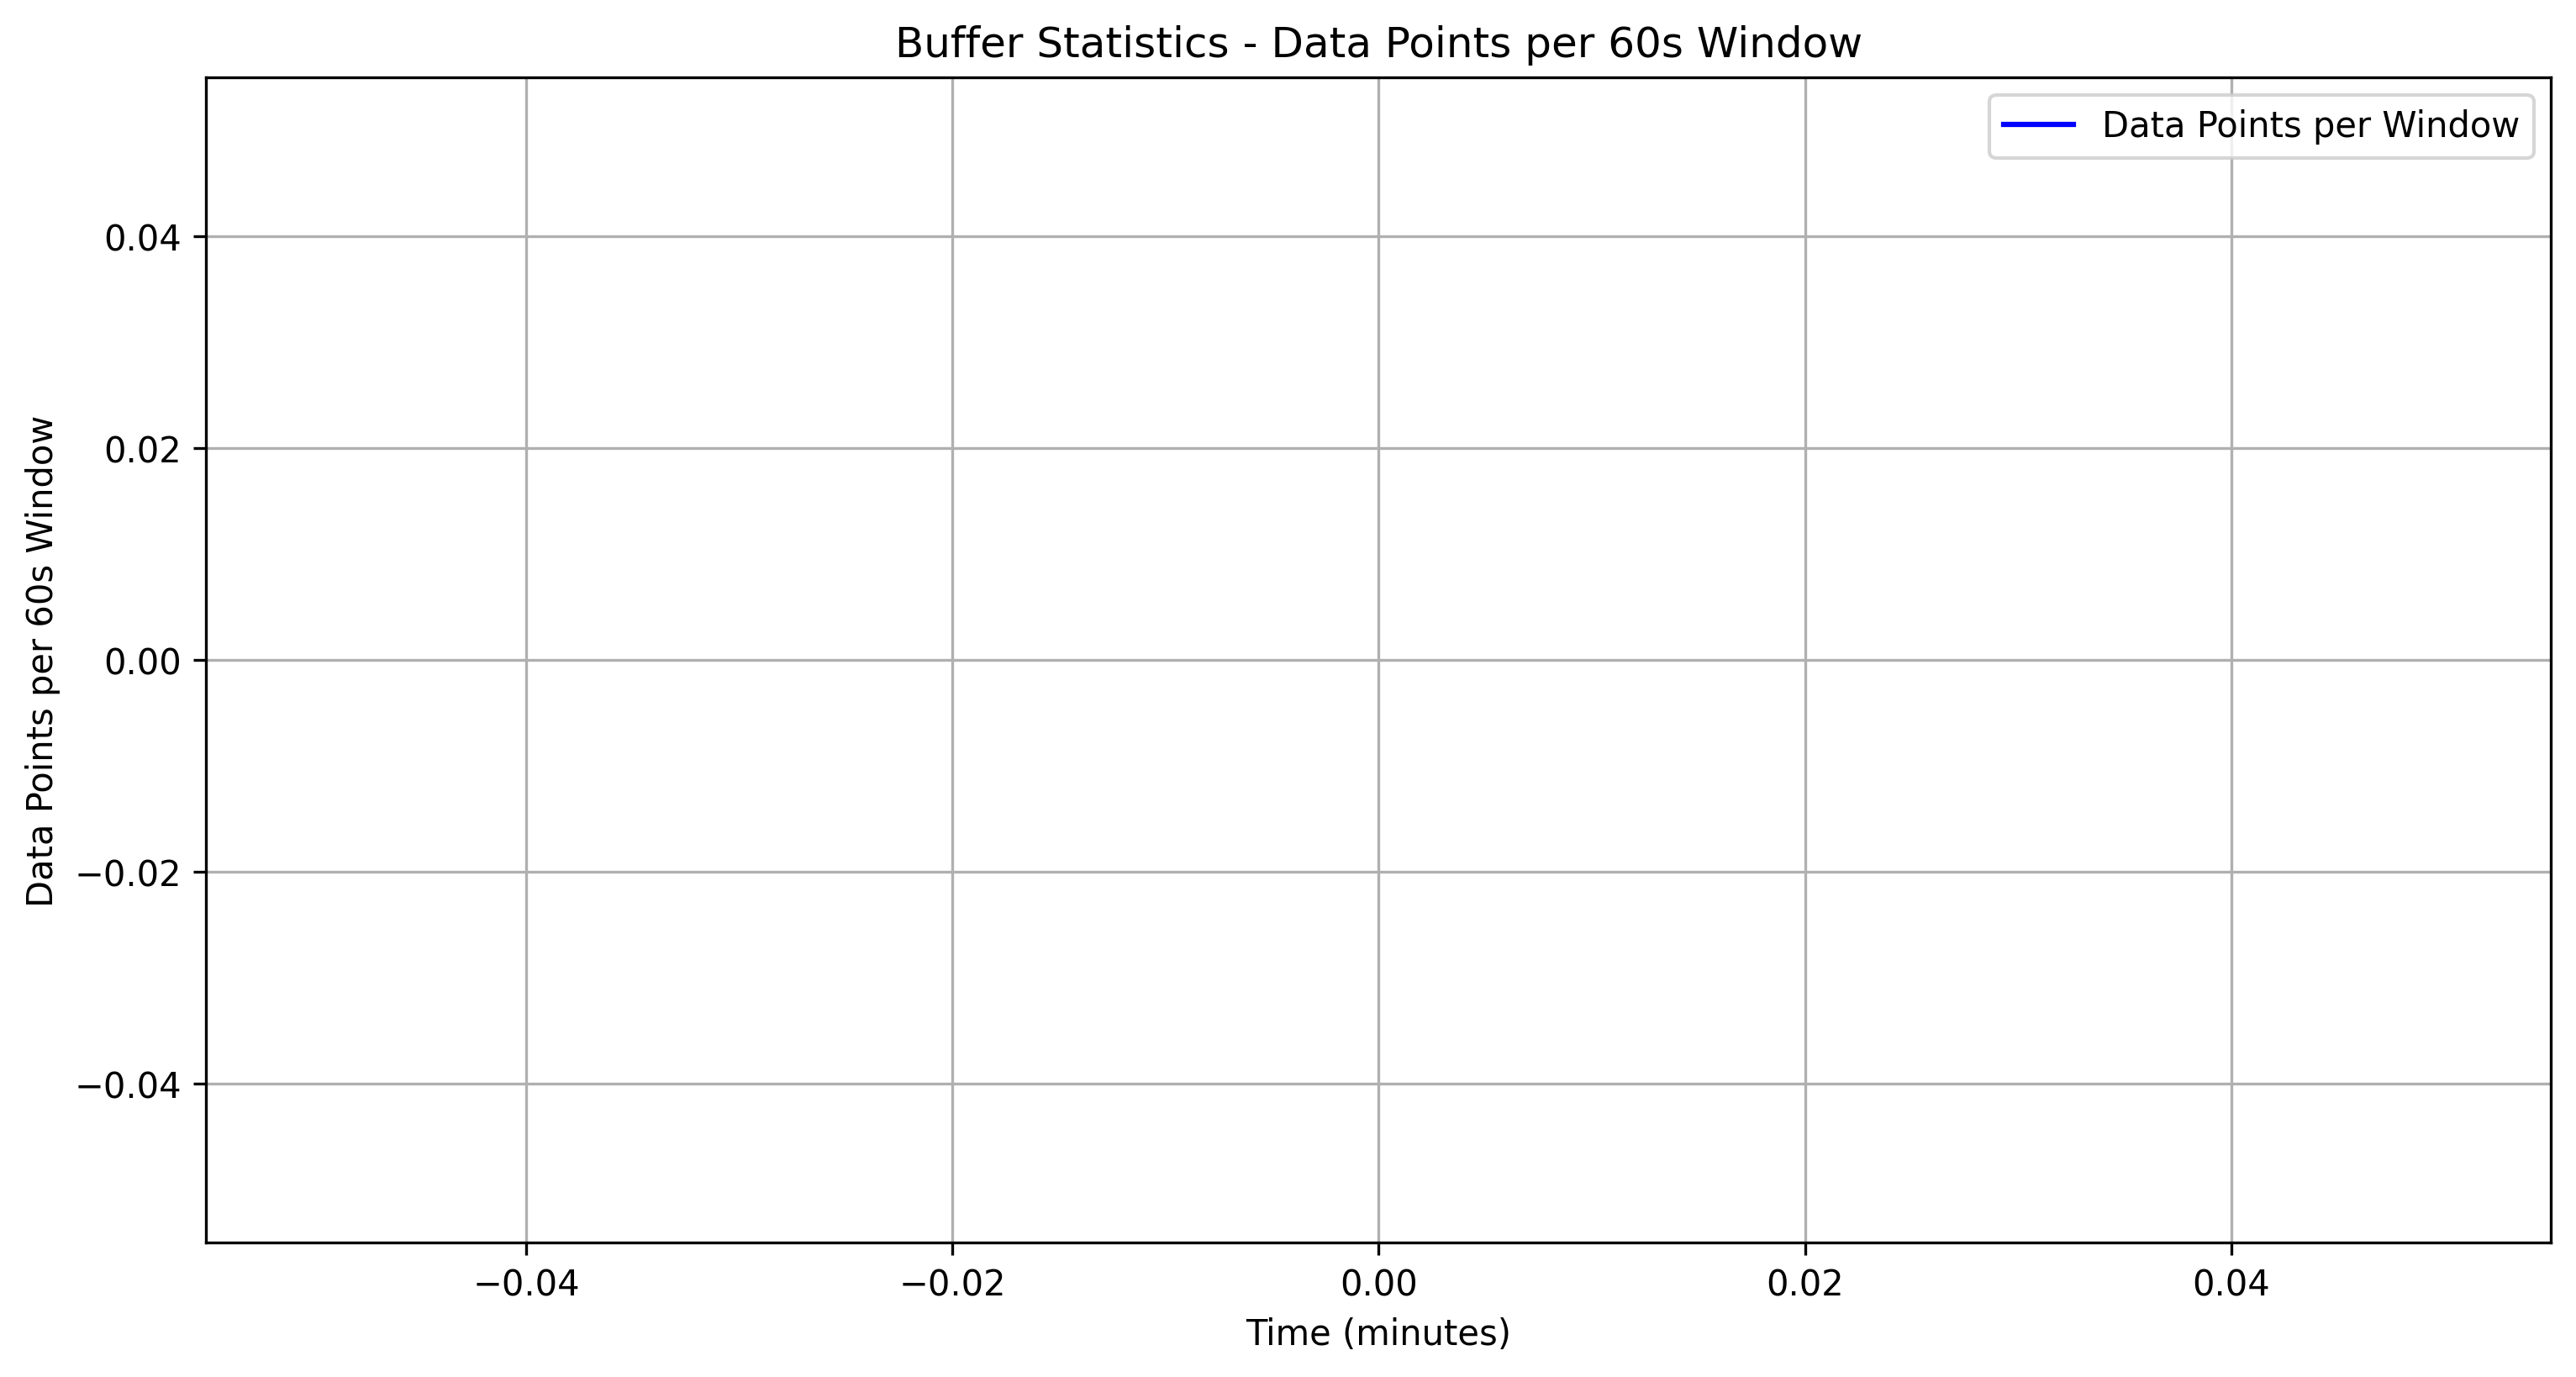 Buffer Statistics - Data Points per 60s Window
Data Points per Window
Data Points per 60s Window
0.04
0.02
0.00
−0.02
−0.04
−0.04
−0.02
0.00
0.02
0.04
Time (minutes)